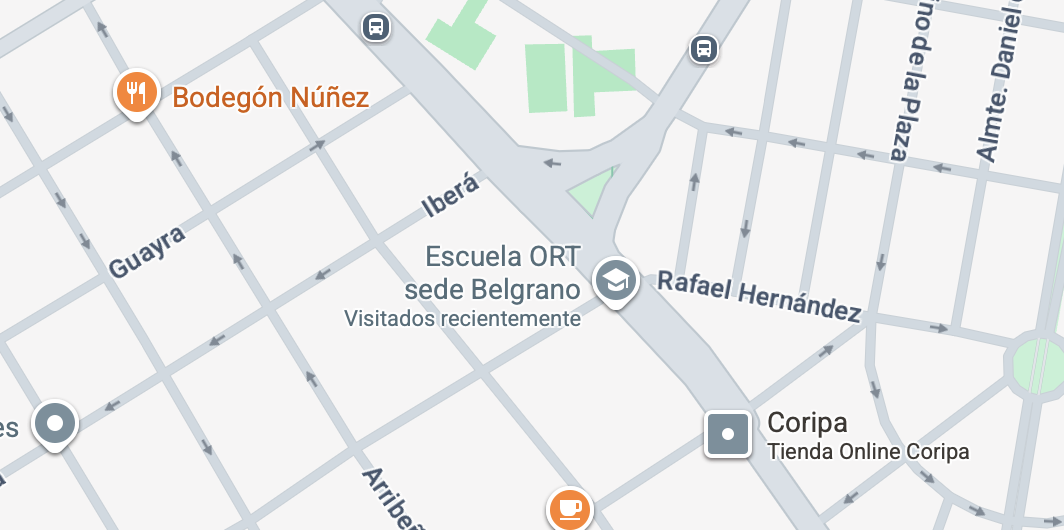 Bodegón Núñez
Iberá
Guayra
Escuela ORT
sede Belgrano
Visitados recientemente
Rafael Hernández
de la Plaza
Almte. Daniel
Coripa
Tienda Online Coripa